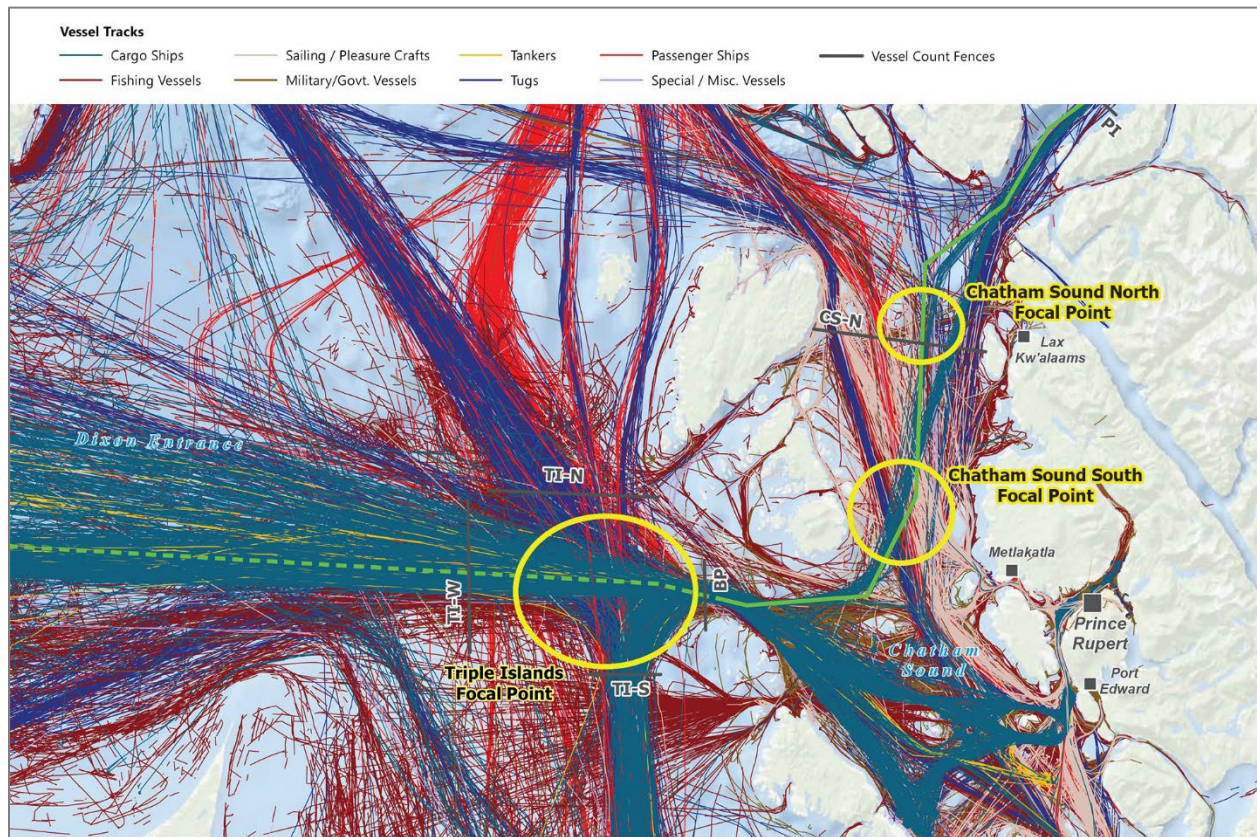 Vessel Tracks
Cargo Ships
Sailing / Pleasure Crafts
Tankers
Passenger Ships
Vessel Count Fences
Fishing Vessels
Military/Govt. Vessels
Tugs
Special / Misc. Vessels
PI
Chatham Sound North
Focal Point
CS-N
Lax
Kw'alaams
Dixon Entrance
TI-N
Chatham Sound South
Focal Point
Metlakatla
TI-W
BP
Prince
Rupert
Chatham
Sound
Triple Islands
Focal Point
TI-S
Port
Edward